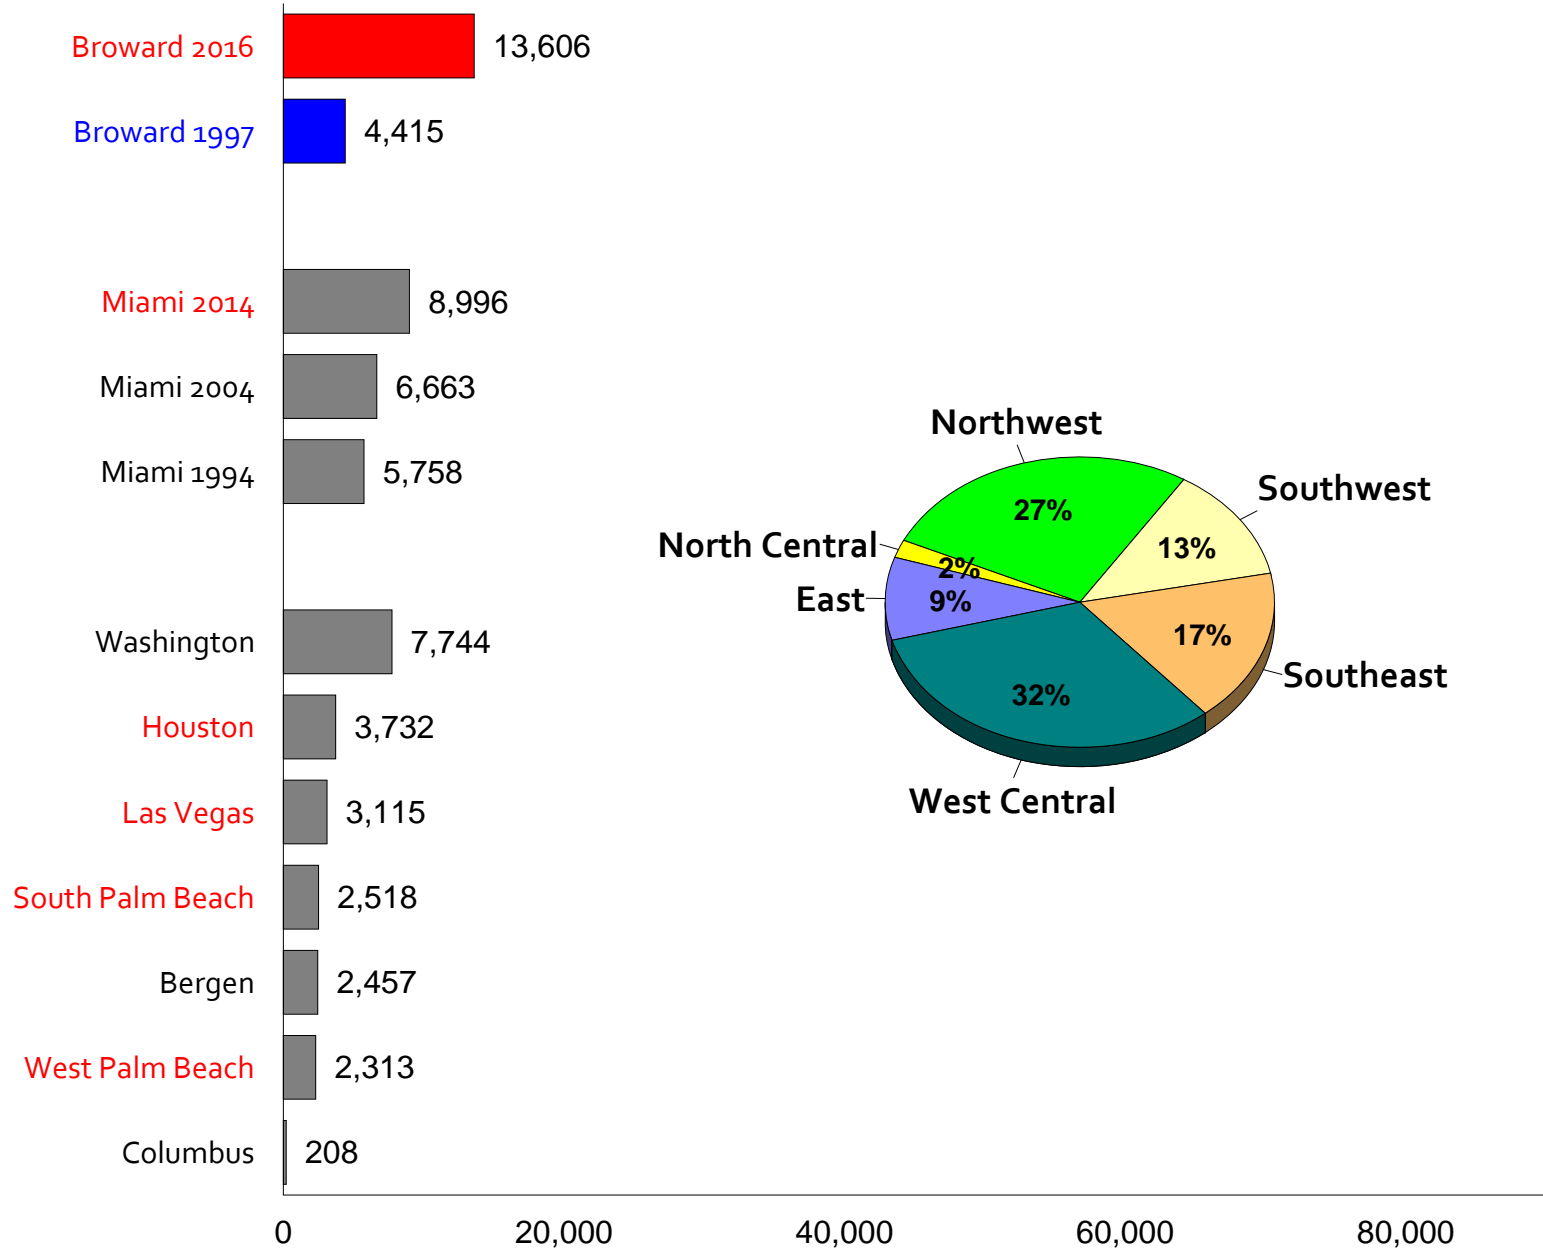 Broward 2016 13,606
Broward 1997 4,415
Miami 2014 8,996
Miami 2004 6,663
Miami 1994 5,758
Washington 7,744
Houston 3,732
Las Vegas 3,115
South Palm Beach 2,518
Bergen 2,457
West Palm Beach 2,313
Columbus 208
0 20,000 40,000 60,000 80,000
Northwest
27%
Southwest
13%
North Central
2%
East
9%
17%
Southeast
32%
West Central